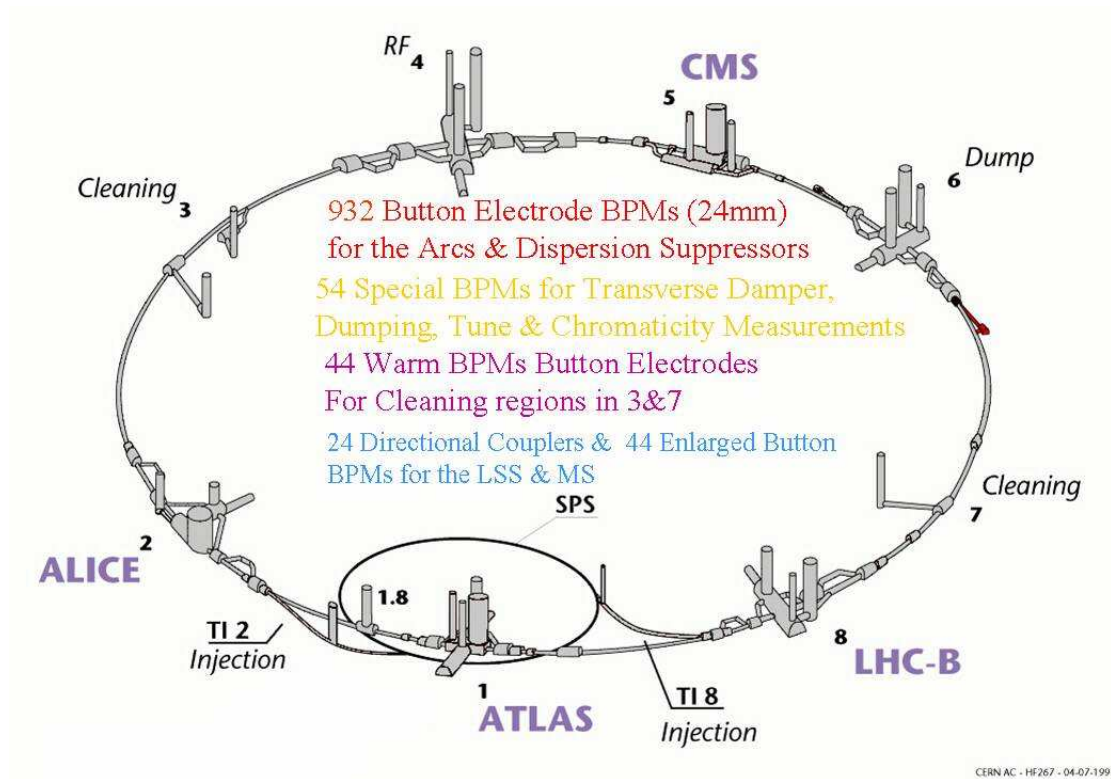 RF 4
CMS
5
Dump
6
Cleaning 3
932 Button Electrode BPMs (24mm)
for the Arcs & Dispersion Suppressors
54 Special BPMs for Transverse Damper,
Dumping, Tune & Chromaticity Measurements
44 Warm BPMs Button Electrodes
For Cleaning regions in 3&7
24 Directional Couplers & 44 Enlarged Button
BPMs for the LSS & MS
Cleaning
7
SPS
2
ALICE
1.8
TI 2
Injection
8
LHC-B
1
ATLAS
TI 8
Injection
CERN AC - HF267 - 04-07-199